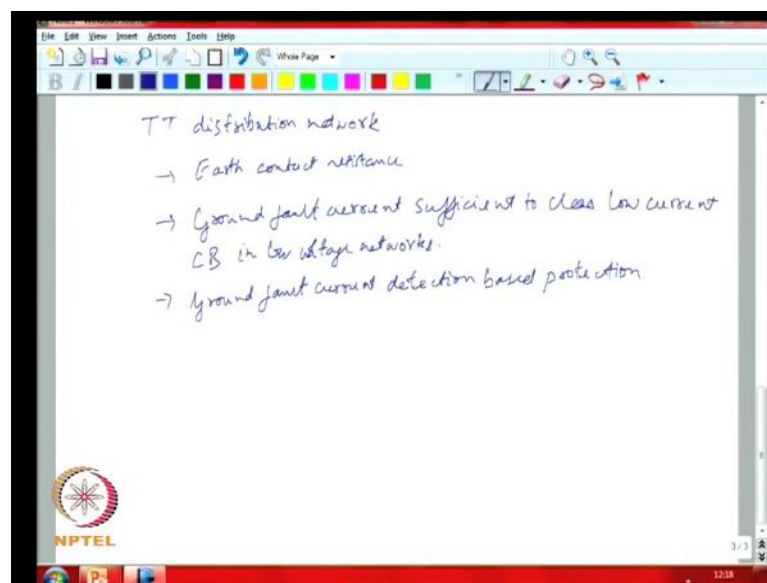 File Edit View Insert Actions Tools Help
Whole Page
B I
TT distribution network
→ Earth contact resistance
→ Ground fault current sufficient to clear low current
CB in low voltage networks.
→ Ground fault current detection based protection
NPTEL
3/3
12:18